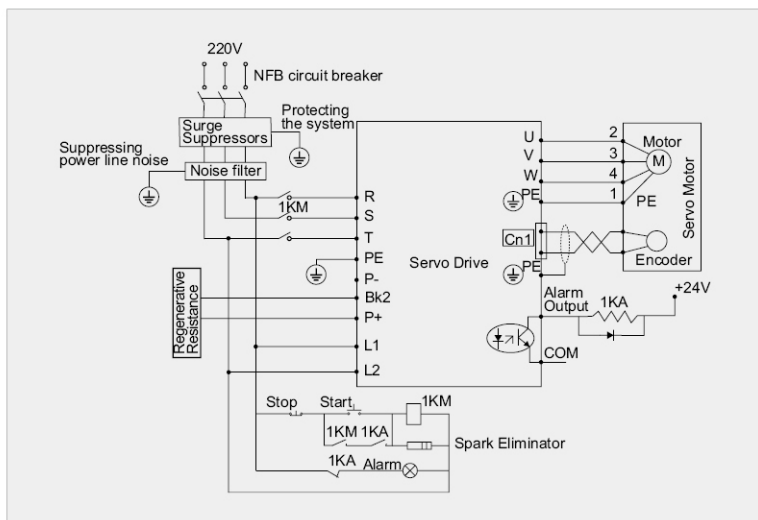 220V
NFB circuit breaker
Surge
Suppressors
Protecting
the system
Suppressing
power line noise
Noise filter
1KM
R
S
T
PE
P-
Bk2
P+
L1
L2
Regenerative
Resistance
Servo Drive
U
V
W
PE
Cn1
PE
2
3
4
1
Motor
M
PE
Encoder
Servo Motor
Alarm
Output
1KA
+24V
COM
Stop
Start
1KM
1KM
1KA
Spark Eliminator
1KA
Alarm